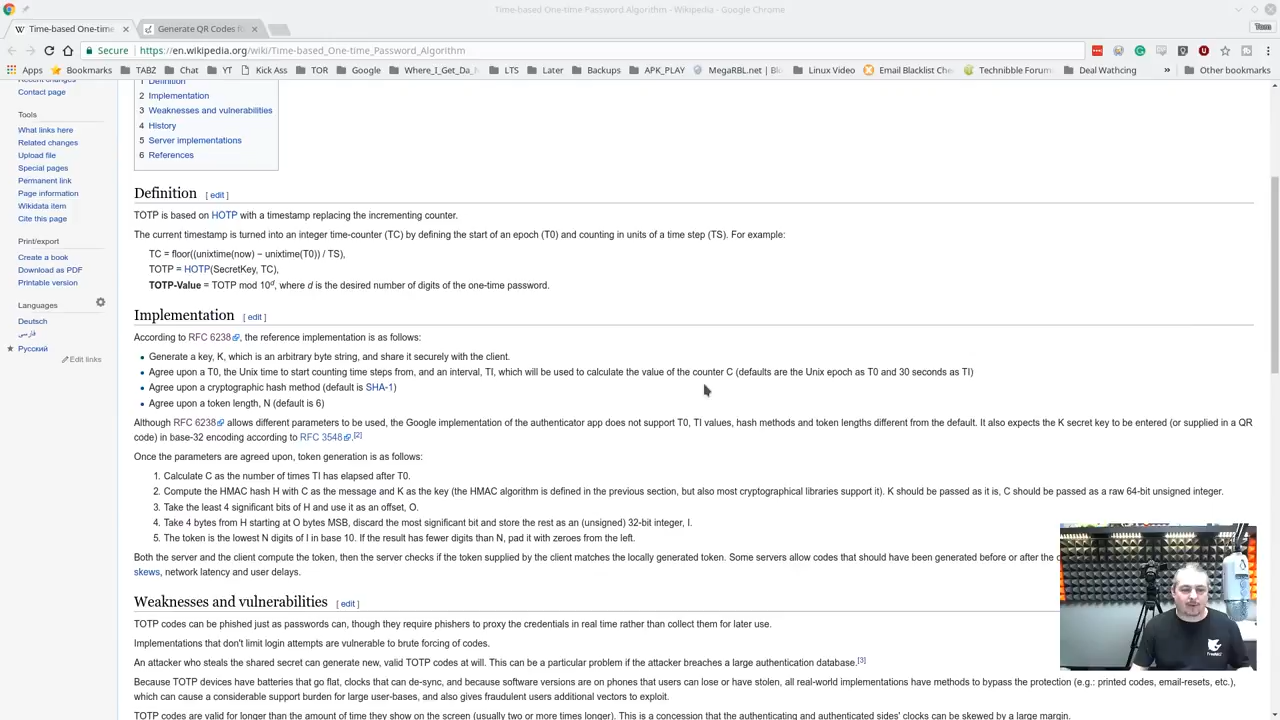 Time-based One-time Password Algorithm - Wikipedia - Google Chrome
Time-based One-time
Generate QR Codes f
Tom
Secure
https://en.wikipedia.org/wiki/Time-based_One-time_Password_Algorithm
Apps
Bookmarks
TABZ
Chat
YT
Kick Ass
TOR
Google
Where_I_Get_Da_
LTS
Later
Backups
APK_PLAY
MegaRBL.net | Bl
Linux Video
Email Blacklist Che
Technibble Forum
Deal Wathcing
»
Other bookmarks
Contact page
Tools
What links here
Related changes
Upload file
Special pages
Permanent link
Page information
Wikidata item
Cite this page
Print/export
Create a book
Download as PDF
Printable version
Languages
Deutsch
فارسی
Русский
Edit links
1 Definition
2 Implementation
3 Weaknesses and vulnerabilities
4 History
5 Server implementations
6 References
Definition [ edit ]
TOTP is based on HOTP with a timestamp replacing the incrementing counter.
The current timestamp is turned into an integer time-counter (TC) by defining the start of an epoch (T0) and counting in units of a time step (TS). For example:
TC = floor((unixtime(now) − unixtime(T0)) / TS),
TOTP = HOTP(SecretKey, TC),
TOTP-Value = TOTP mod 10d, where d is the desired number of digits of the one-time password.
Implementation [ edit ]
According to RFC 6238, the reference implementation is as follows:
• Generate a key, K, which is an arbitrary byte string, and share it securely with the client.
• Agree upon a T0, the Unix time to start counting time steps from, and an interval, TI, which will be used to calculate the value of the counter C (defaults are the Unix epoch as T0 and 30 seconds as TI)
• Agree upon a cryptographic hash method (default is SHA-1)
• Agree upon a token length, N (default is 6)
Although RFC 6238 allows different parameters to be used, the Google implementation of the authenticator app does not support T0, TI values, hash methods and token lengths different from the default. It also expects the K secret key to be entered (or supplied in a QR
code) in base-32 encoding according to RFC 3548.[2]
Once the parameters are agreed upon, token generation is as follows:
1. Calculate C as the number of times TI has elapsed after T0.
2. Compute the HMAC hash H with C as the message and K as the key (the HMAC algorithm is defined in the previous section, but also most cryptographical libraries support it). K should be passed as it is, C should be passed as a raw 64-bit unsigned integer.
3. Take the least 4 significant bits of H and use it as an offset, O.
4. Take 4 bytes from H starting at O bytes MSB, discard the most significant bit and store the rest as an (unsigned) 32-bit integer, I.
5. The token is the lowest N digits of I in base 10. If the result has fewer digits than N, pad it with zeroes from the left.
Both the server and the client compute the token, then the server checks if the token supplied by the client matches the locally generated token. Some servers allow codes that should have been generated before or after the c
skews, network latency and user delays.
Weaknesses and vulnerabilities [ edit ]
TOTP codes can be phished just as passwords can, though they require phishers to proxy the credentials in real time rather than collect them for later use.
Implementations that don't limit login attempts are vulnerable to brute forcing of codes.
An attacker who steals the shared secret can generate new, valid TOTP codes at will. This can be a particular problem if the attacker breaches a large authentication database.[3]
Because TOTP devices have batteries that go flat, clocks that can de-sync, and because software versions are on phones that users can lose or have stolen, all real-world implementations have methods to bypass the protection (e.g.: printed codes, email-resets, etc.),
which can cause a considerable support burden for large user-bases, and also gives fraudulent users additional vectors to exploit.
TOTP codes are valid for longer than the amount of time they show on the screen (usually two or more times longer). This is a concession that the authenticating and authenticated sides' clocks can be skewed by a large margin.